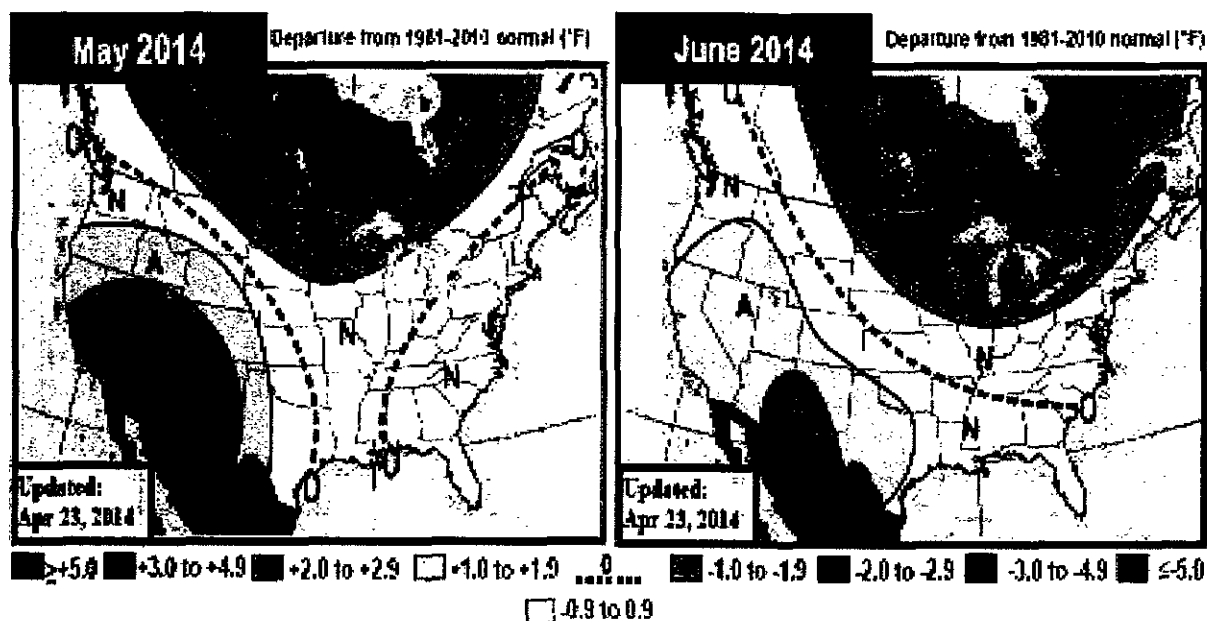 May 2014
Departure from 1981-2010 normal (°F)
June 2014
Departure from 1981-2010 normal (°F)
0
0
N
A
N
N
0
0
Updated:
Apr 23, 2014
0
N
A
N
N
0
Updated:
Apr 23, 2014
≥+5.0 +3.0 to +4.9 +2.0 to +2.9 +1.0 to +1.9 0 -1.0 to -1.9 -2.0 to -2.9 -3.0 to -4.9 ≤-5.0
-0.9 to 0.9